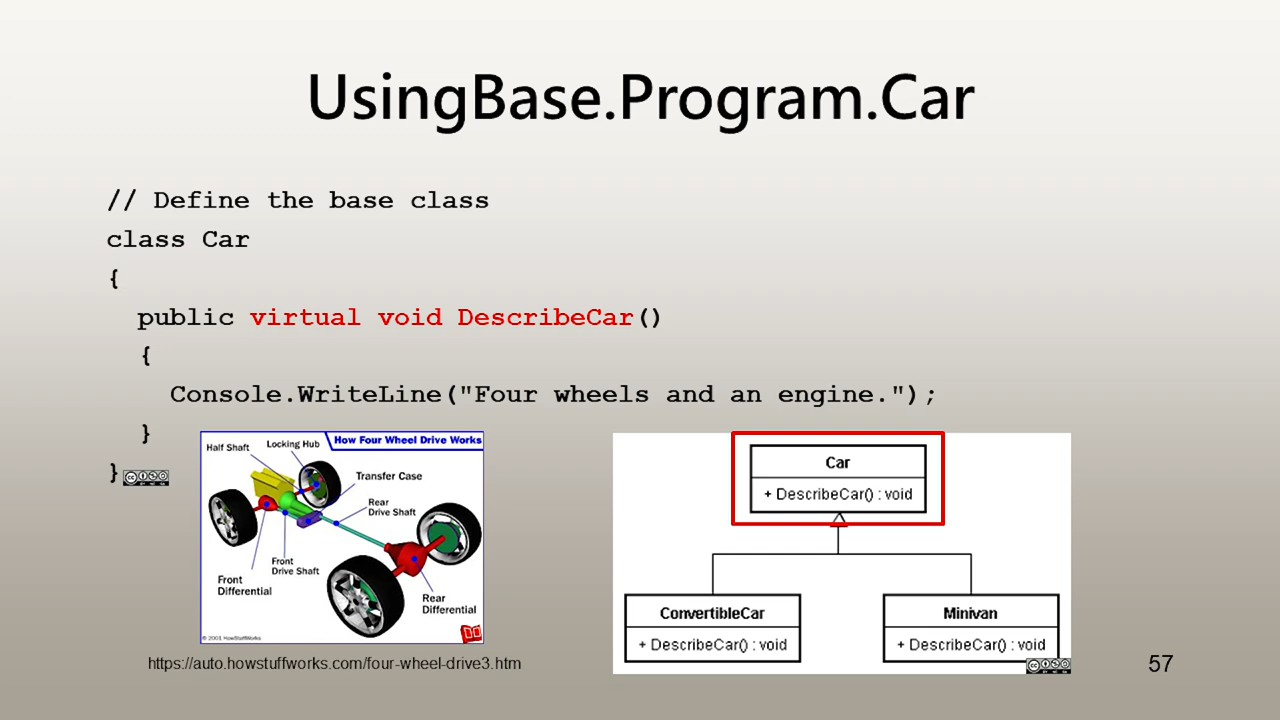 UsingBase.Program.Car
// Define the base class
class Car
{
public virtual void DescribeCar()
{
Console.WriteLine("Four wheels and an engine.");
}
}
How Four Wheel Drive Works
Half Shaft
Locking Hub
Transfer Case
Rear
Drive Shaft
Front
Drive Shaft
Front
Differential
Rear
Differential
© 2001 HowStuffWorks
https://auto.howstuffworks.com/four-wheel-drive3.htm
Car
+ DescribeCar() : void
ConvertibleCar
+ DescribeCar() : void
Minivan
+ DescribeCar() : void
57